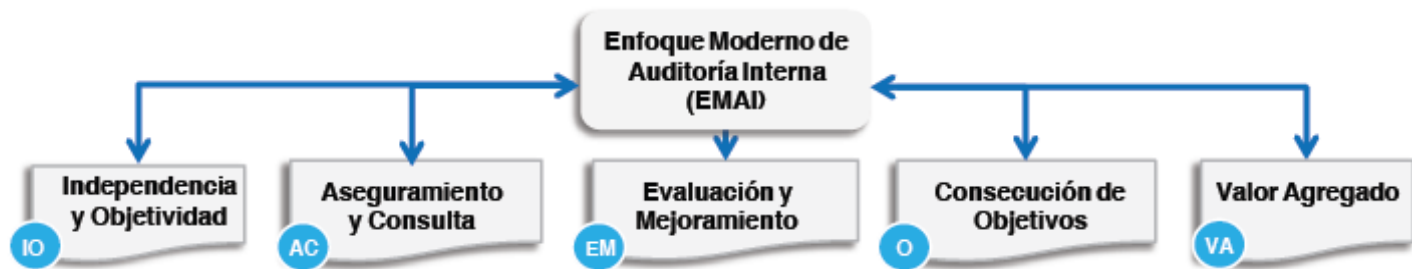 Enfoque Moderno de
Auditoría Interna
(EMAI)
Independencia
y Objetividad
IO
Aseguramiento
y Consulta
AC
Evaluación y
Mejoramiento
EM
Consecución de
Objetivos
O
Valor Agregado
VA